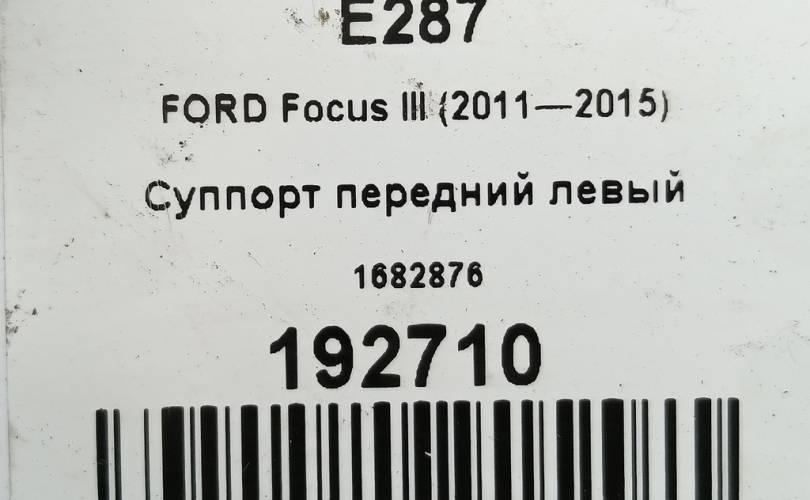 E287
FORD Focus III (2011—2015)
Суппорт передний левый
1682876
192710